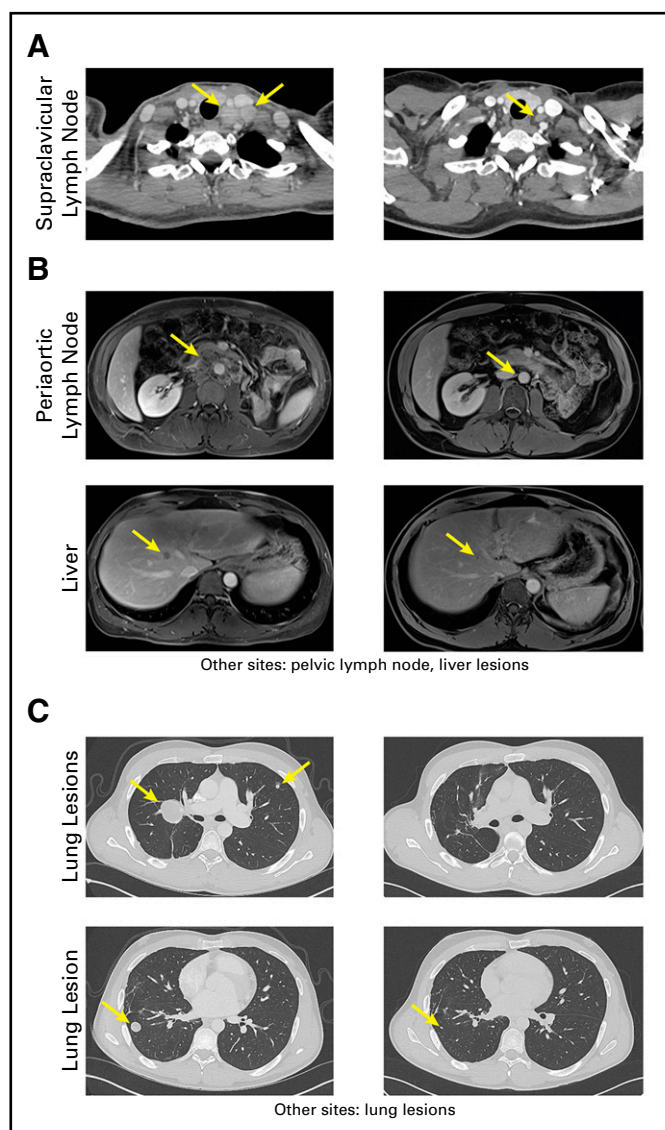 A
Supraclavicular
Lymph Node
B
Periaortic
Lymph Node
Liver
Other sites: pelvic lymph node, liver lesions
C
Lung Lesions
Lung Lesion
Other sites: lung lesions